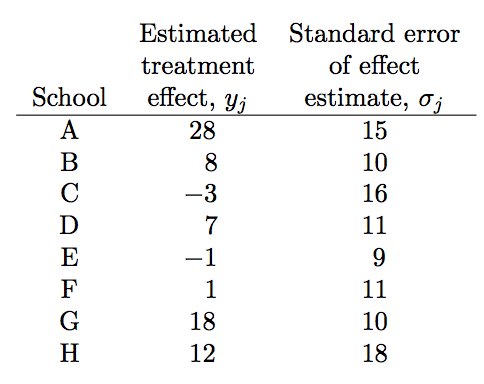 Estimated Standard error
treatment of effect
School effect, y_j estimate, σ_j
A 28 15
B 8 10
C −3 16
D 7 11
E −1 9
F 1 11
G 18 10
H 12 18